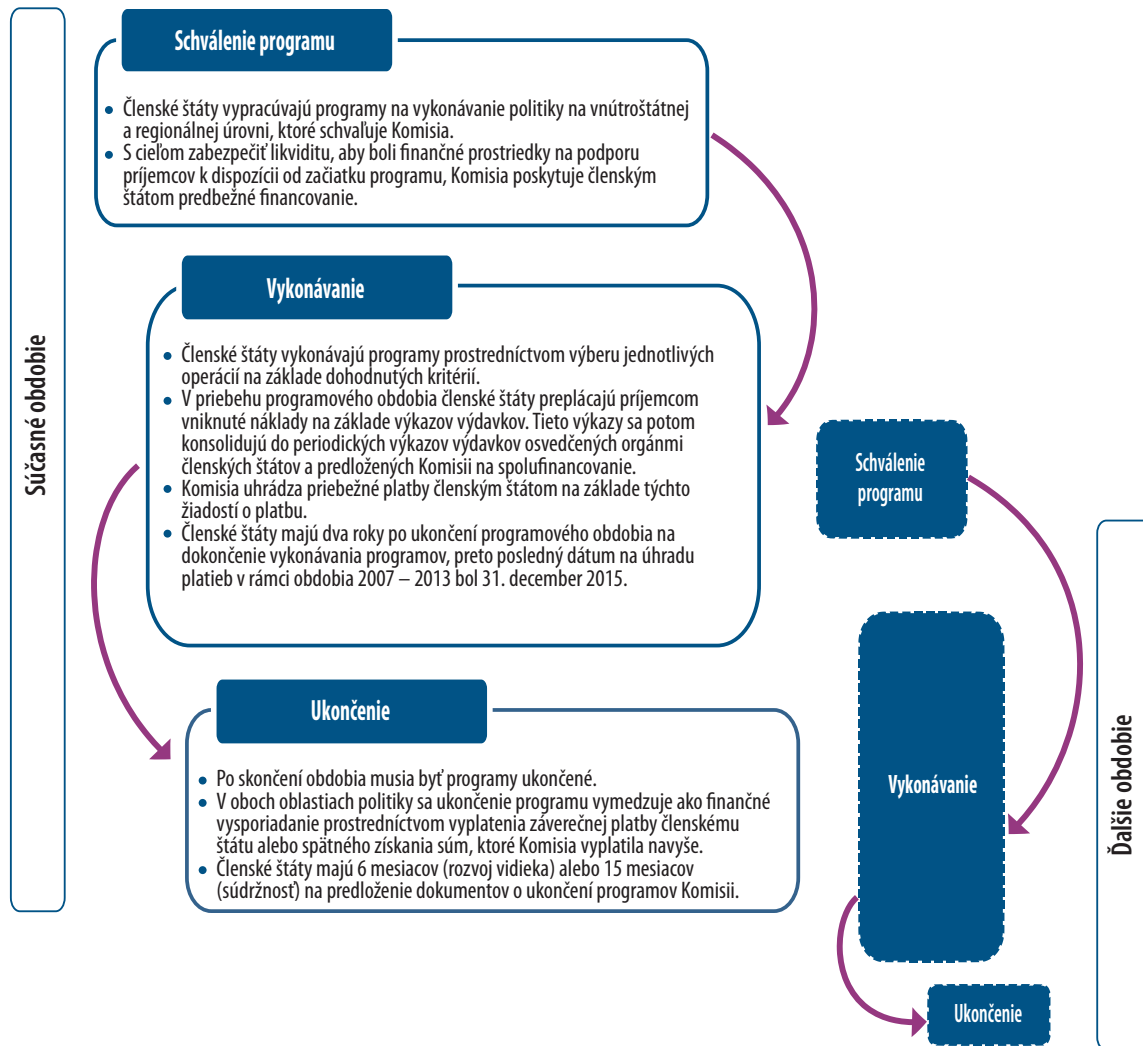 Súčasné obdobie
Schválenie programu
• Členské štáty vypracúvajú programy na vykonávanie politiky na vnútroštátnej
a regionálnej úrovni, ktoré schvaľuje Komisia.
• S cieľom zabezpečiť likviditu, aby boli finančné prostriedky na podporu
príjemcov k dispozícii od začiatku programu, Komisia poskytuje členským
štátom predbežné financovanie.
Vykonávanie
• Členské štáty vykonávajú programy prostredníctvom výberu jednotlivých
operácií na základe dohodnutých kritérií.
• V priebehu programového obdobia členské štáty preplácajú príjemcom
vniknuté náklady na základe výkazov výdavkov. Tieto výkazy sa potom
konsolidujú do periodických výkazov výdavkov osvedčených orgánmi
členských štátov a predložených Komisii na spolufinancovanie.
• Komisia uhrádza priebežné platby členským štátom na základe týchto
žiadostí o platbu.
• Členské štáty majú dva roky po ukončení programového obdobia na
dokončenie vykonávania programov, preto posledný dátum na úhradu
platieb v rámci obdobia 2007 – 2013 bol 31. december 2015.
Ukončenie
• Po skončení obdobia musia byť programy ukončené.
• V oboch oblastiach politiky sa ukončenie programu vymedzuje ako finančné
vysporiadanie prostredníctvom vyplatenia záverečnej platby členskému
štátu alebo spätného získania súm, ktoré Komisia vyplatila navyše.
• Členské štáty majú 6 mesiacov (rozvoj vidieka) alebo 15 mesiacov
(súdržnosť) na predloženie dokumentov o ukončení programov Komisii.
Schválenie
programu
Vykonávanie
Ukončenie
Ďalšie obdobie